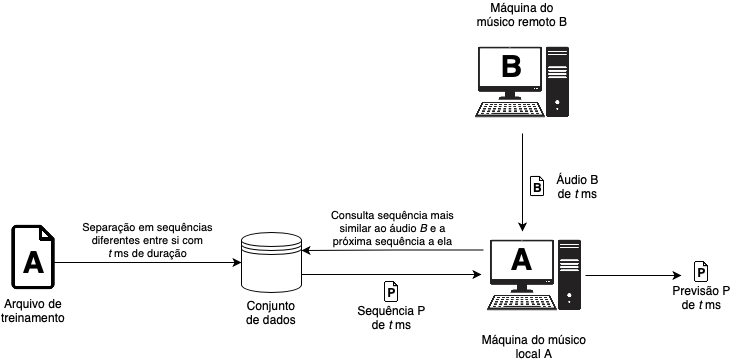 Máquina do
músico remoto B
B
B
Áudio B
de t ms
Separação em sequências
diferentes entre si com
t ms de duração
Consulta sequência mais
similar ao áudio B e a
próxima sequência a ela
A
Arquivo de
treinamento
Conjunto
de dados
P
Sequência P
de t ms
A
Máquina do músico
local A
P
Previsão P
de t ms